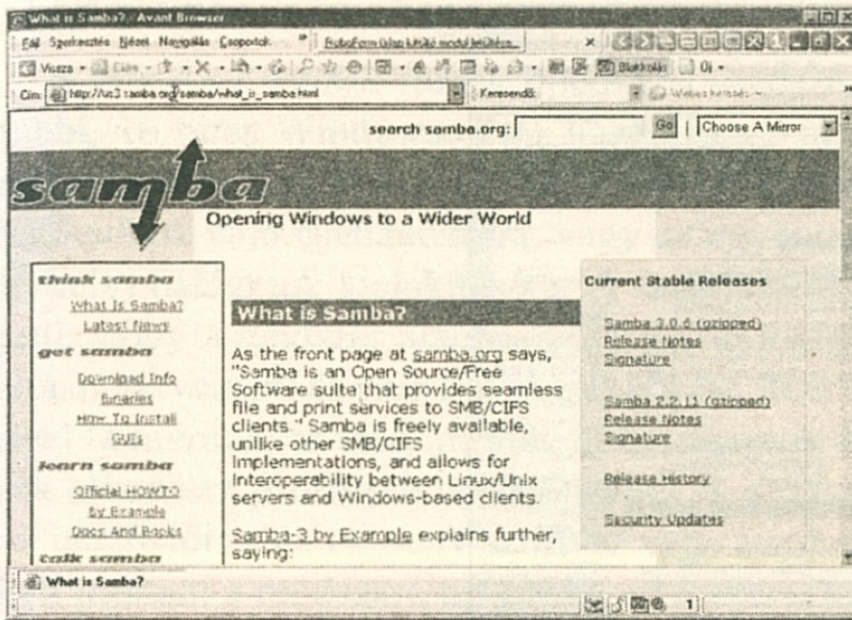 What is Samba? - Avant Browser
Fájl Szerkesztés Nézet Navigálás Csoportok
Vissza
Blokkolás Új
Cím: http://us3.samba.org/samba/what_is_samba.html Keresendő:
search samba.org: Go | Choose A Mirror
samba
Opening Windows to a Wider World
think samba
What Is Samba?
Latest News
get samba
Download Info
Binaries
How To Install
GUIs
learn samba
Official HOWTO
By Example
Docs And Books
talk samba
What is Samba?
As the front page at samba.org says,
"Samba is an Open Source/Free
Software suite that provides seamless
file and print services to SMB/CIFS
clients." Samba is freely available,
unlike other SMB/CIFS
implementations, and allows for
interoperability between Linux/Unix
servers and Windows-based clients.
Samba-3 by Example explains further,
saying:
Current Stable Releases
Samba 3.0.6 (gzipped)
Release Notes
Signature
Samba 2.2.11 (gzipped)
Release Notes
Signature
Release History
Security Updates
What is Samba?
1